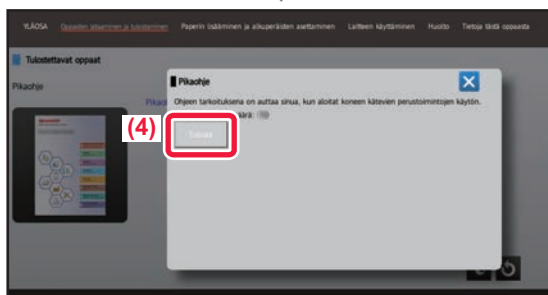 YLÄOSA Oppaiden lataaminen ja tulostaminen Paperin lisääminen ja alkuperäisten asettaminen Laitteen käyttäminen Huolto Tietoja tästä oppaasta
Tulostettavat oppaat
Pikaohje
Pikaohje
Ohjeen tarkoituksena on auttaa sinua, kun aloitat koneen kätevien perustoimintojen käytön.
(4)
Tulosta